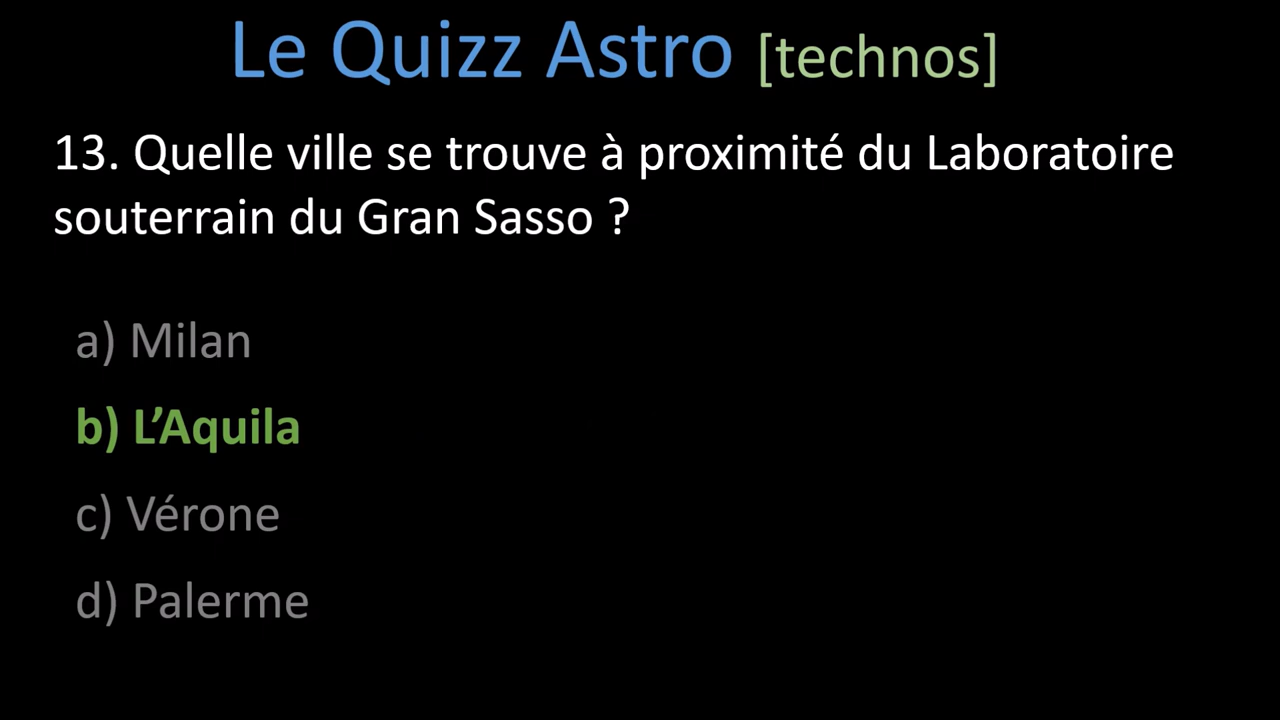 Le Quizz Astro [technos]
13. Quelle ville se trouve à proximité du Laboratoire
souterrain du Gran Sasso ?
a) Milan
b) L’Aquila
c) Vérone
d) Palerme